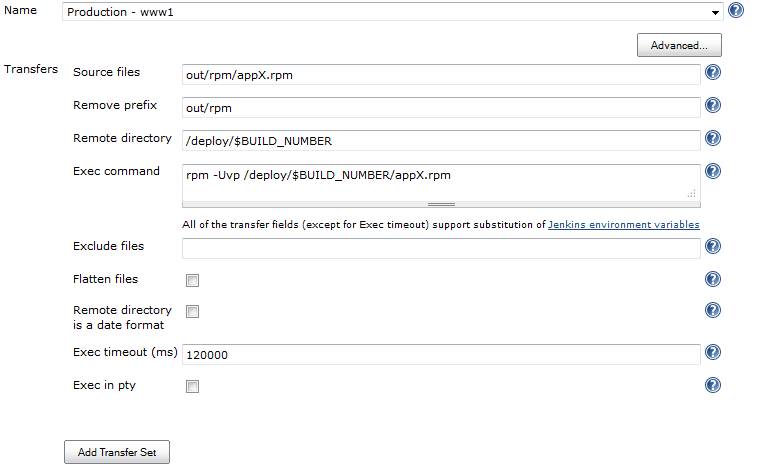 Name
Production - www1
Advanced...
Transfers
Source files
out/rpm/appX.rpm
Remove prefix
out/rpm
Remote directory
/deploy/$BUILD_NUMBER
Exec command
rpm -Uvp /deploy/$BUILD_NUMBER/appX.rpm
All of the transfer fields (except for Exec timeout) support substitution of Jenkins environment variables
Exclude files
Flatten files
Remote directory
is a date format
Exec timeout (ms)
120000
Exec in pty
Add Transfer Set